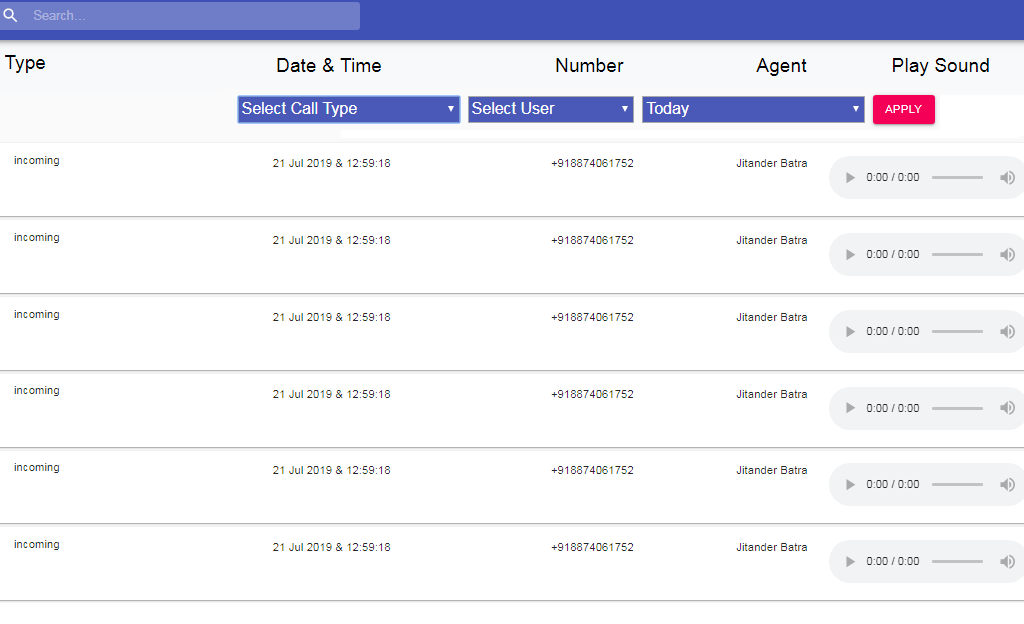 Search...
Type Date & Time Number Agent Play Sound
Select Call Type Select User Today APPLY
incoming 21 Jul 2019 & 12:59:18 +918874061752 Jitander Batra 0:00 / 0:00
incoming 21 Jul 2019 & 12:59:18 +918874061752 Jitander Batra 0:00 / 0:00
incoming 21 Jul 2019 & 12:59:18 +918874061752 Jitander Batra 0:00 / 0:00
incoming 21 Jul 2019 & 12:59:18 +918874061752 Jitander Batra 0:00 / 0:00
incoming 21 Jul 2019 & 12:59:18 +918874061752 Jitander Batra 0:00 / 0:00
incoming 21 Jul 2019 & 12:59:18 +918874061752 Jitander Batra 0:00 / 0:00